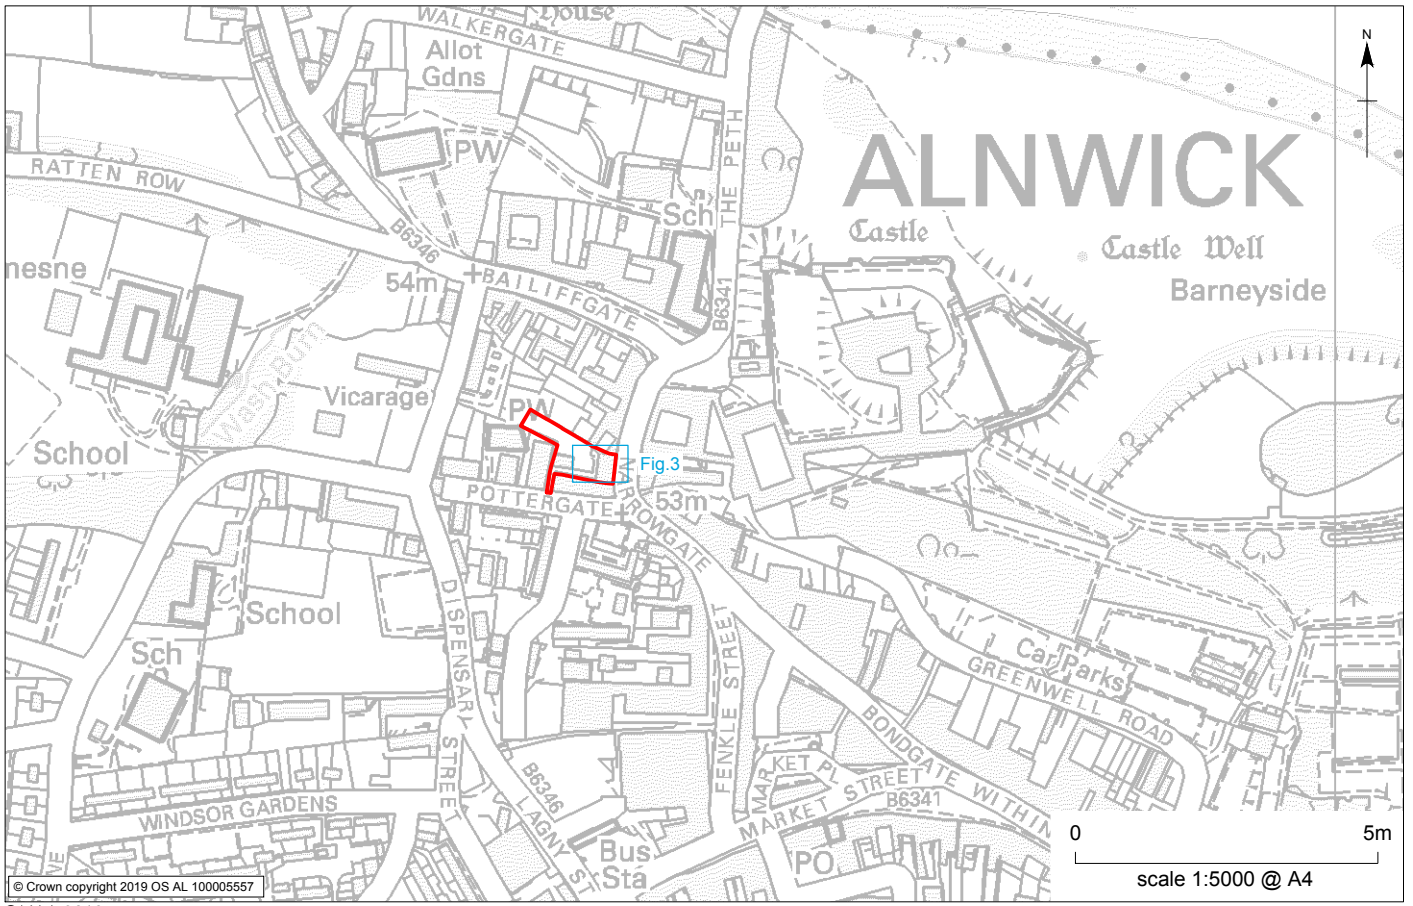 House
WALKERGATE
Allot
Gdns
N
THE PETH
PW
ALNWICK
RATTEN ROW
Sch
Castle
Castle Well
B6346
Barneyside
mesne
54m
BAILIFFGATE
B6341
Wash Burn
Vicarage
PW
School
Fig.3
NARROWGATE
POTTERGATE
53m
DISPENSARY STREET
School
FENKLE STREET
Sch
Car Parks
GREENWELL ROAD
BONDGATE WITHIN
MARKET PL
MARKET STREET
B6341
B6346
WINDSOR GARDENS
LAGNY S
Bus
Sta
PO
0 5m
scale 1:5000 @ A4
© Crown copyright 2019 OS AL 100005557